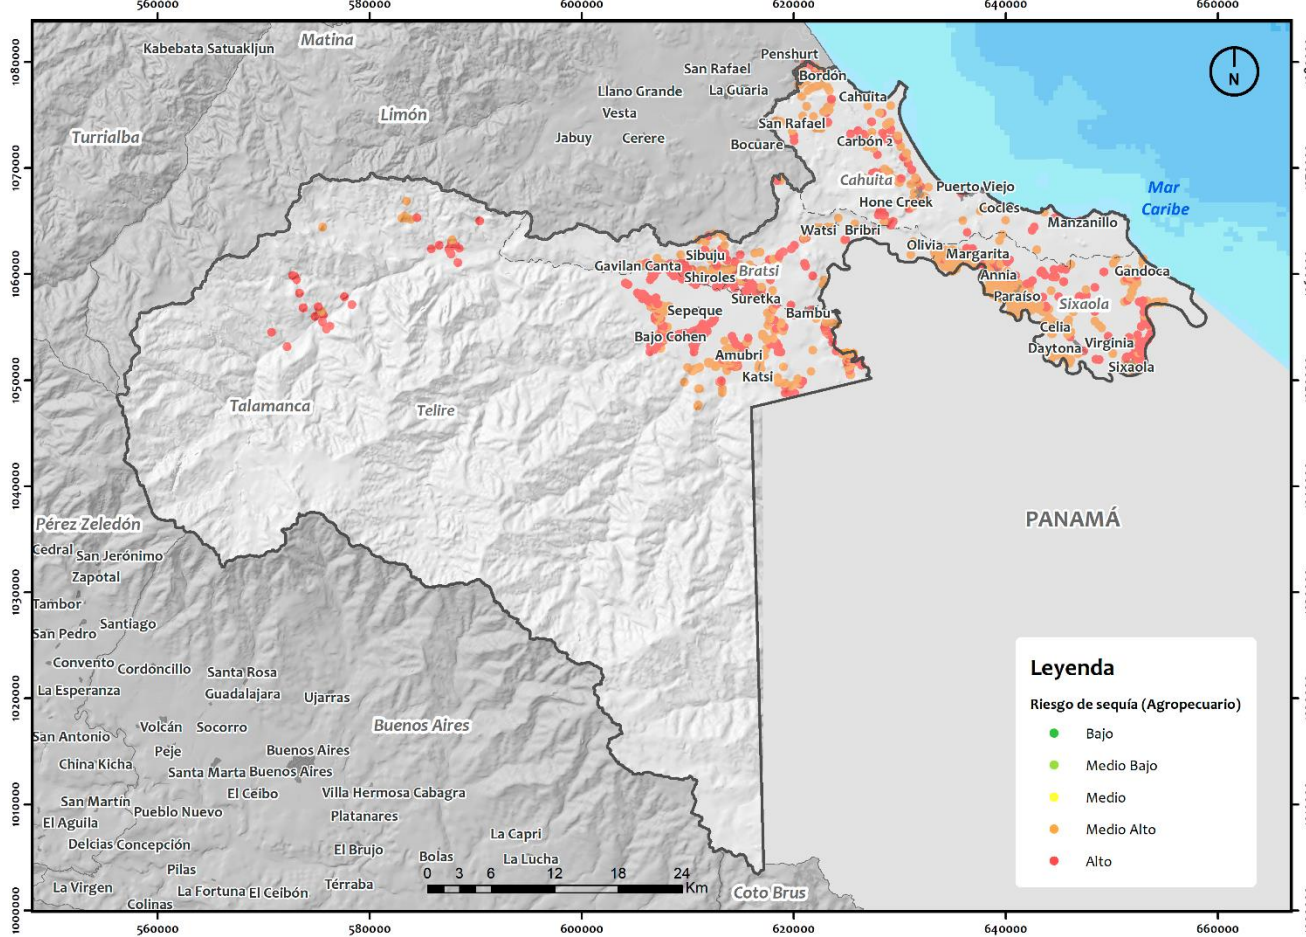 560000 580000 600000 620000 640000 660000
Matina
Kabebata Satuakljun
Penshurt
San Rafael
Bordón
N
Llano Grande
La Guaria
Cahuita
Vesta
Limón
San Rafael
Turrialba
Jabuy
Cerere
Bocuare
Carbón 2
Cahuita
Puerto Viejo
Mar
Caribe
Hone Creek
Cocles
Manzanillo
Watsi
Bribri
Olivia
Sibuju
Margarita
Gavilan Canta
Bratsi
Annia
Gandoca
Shiroles
Suretka
Paraíso
Sixaola
Sepeque
Bambu
Celia
Bajo Cohen
Daytona
Virginia
Amubri
Sixaola
Katsi
Talamanca
Telire
PANAMÁ
Pérez Zeledón
Cedral
San Jerónimo
Zapotal
Tambor
Santiago
San Pedro
Convento
Cordoncillo
Santa Rosa
La Esperanza
Guadalajara
Ujarras
Volcán
Socorro
Buenos Aires
San Antonio
Peje
Buenos Aires
China Kicha
Santa Marta
Buenos Aires
El Ceibo
Villa Hermosa
Cabagra
San Martín
Pueblo Nuevo
Platanares
El Aguila
La Capri
Delcias
Concepción
El Brujo
Bolas
La Lucha
Pilas
La Virgen
La Fortuna
El Ceibón
Térraba
Colinas
Coto Brus
0 3 6 12 18 24
Km
Leyenda
Riesgo de sequía (Agropecuario)
Bajo
Medio Bajo
Medio
Medio Alto
Alto
1080000
1070000
1060000
1050000
1040000
1030000
1020000
1010000
1000000
560000 580000 600000 620000 640000 660000